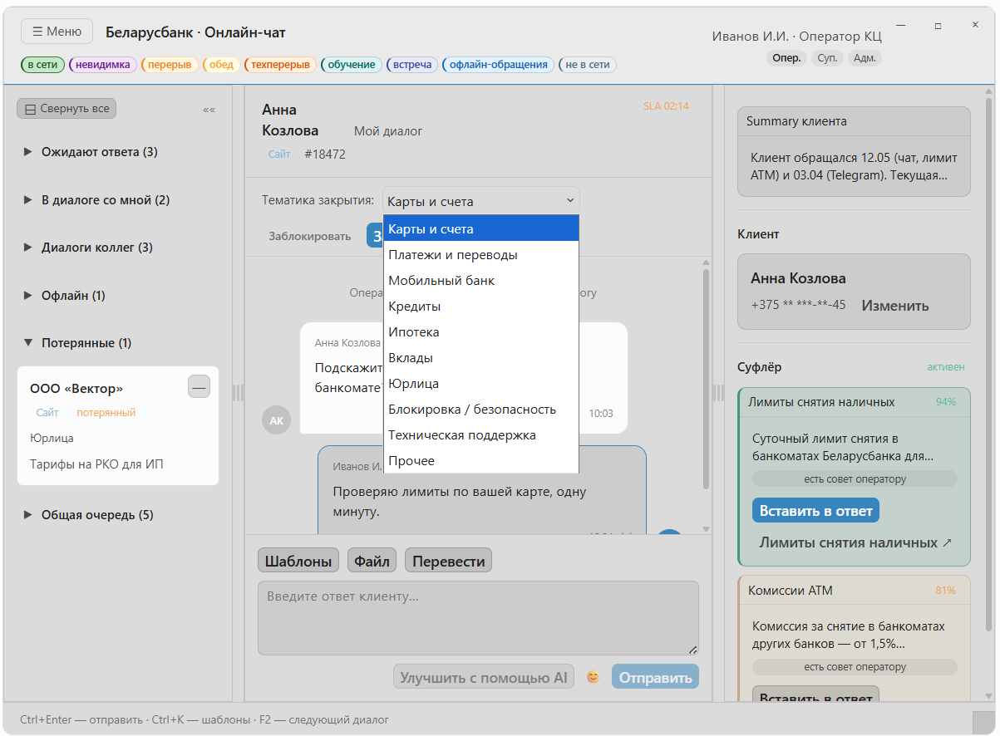 ☰ Меню
Беларусбанк · Онлайн-чат
Иванов И.И. · Оператор КЦ
в сети
невидимка
перерыв
обед
техперерыв
обучение
встреча
офлайн-обращения
не в сети
Опер.
Суп.
Адм.
Свернуть все
««
Ожидают ответа (3)
В диалоге со мной (2)
Диалоги коллег (3)
Офлайн (1)
Потерянные (1)
ООО «Вектор»
—
Сайт потерянный
Юрлица
Тарифы на РКО для ИП
Общая очередь (5)
Анна
Козлова
Мой диалог
SLA 02:14
Сайт #18472
Тематика закрытия: Карты и счета
Заблокировать
Карты и счета
Платежи и переводы
Мобильный банк
Кредиты
Ипотека
Вклады
Юрлица
Блокировка / безопасность
Техническая поддержка
Прочее
Опера
огу
Анна Козлова
Подскажит
банкомате
10:03
АК
Иванов И.
Проверяю лимиты по вашей карте, одну
минуту.
Шаблоны
Файл
Перевести
Введите ответ клиенту...
Улучшить с помощью AI
Отправить
Summary клиента
Клиент обращался 12.05 (чат, лимит
ATM) и 03.04 (Telegram). Текущая...
Клиент
Анна Козлова
+375 ** ***-**-45 Изменить
Суфлёр
активен
Лимиты снятия наличных 94%
Суточный лимит снятия в
банкоматах Беларусбанка для...
есть совет оператору
Вставить в ответ
Лимиты снятия наличных ↗
Комиссии ATM 81%
Комиссия за снятие в банкоматах
других банков — от 1,5%...
есть совет оператору
Вставить в ответ
Ctrl+Enter — отправить · Ctrl+K — шаблоны · F2 — следующий диалог